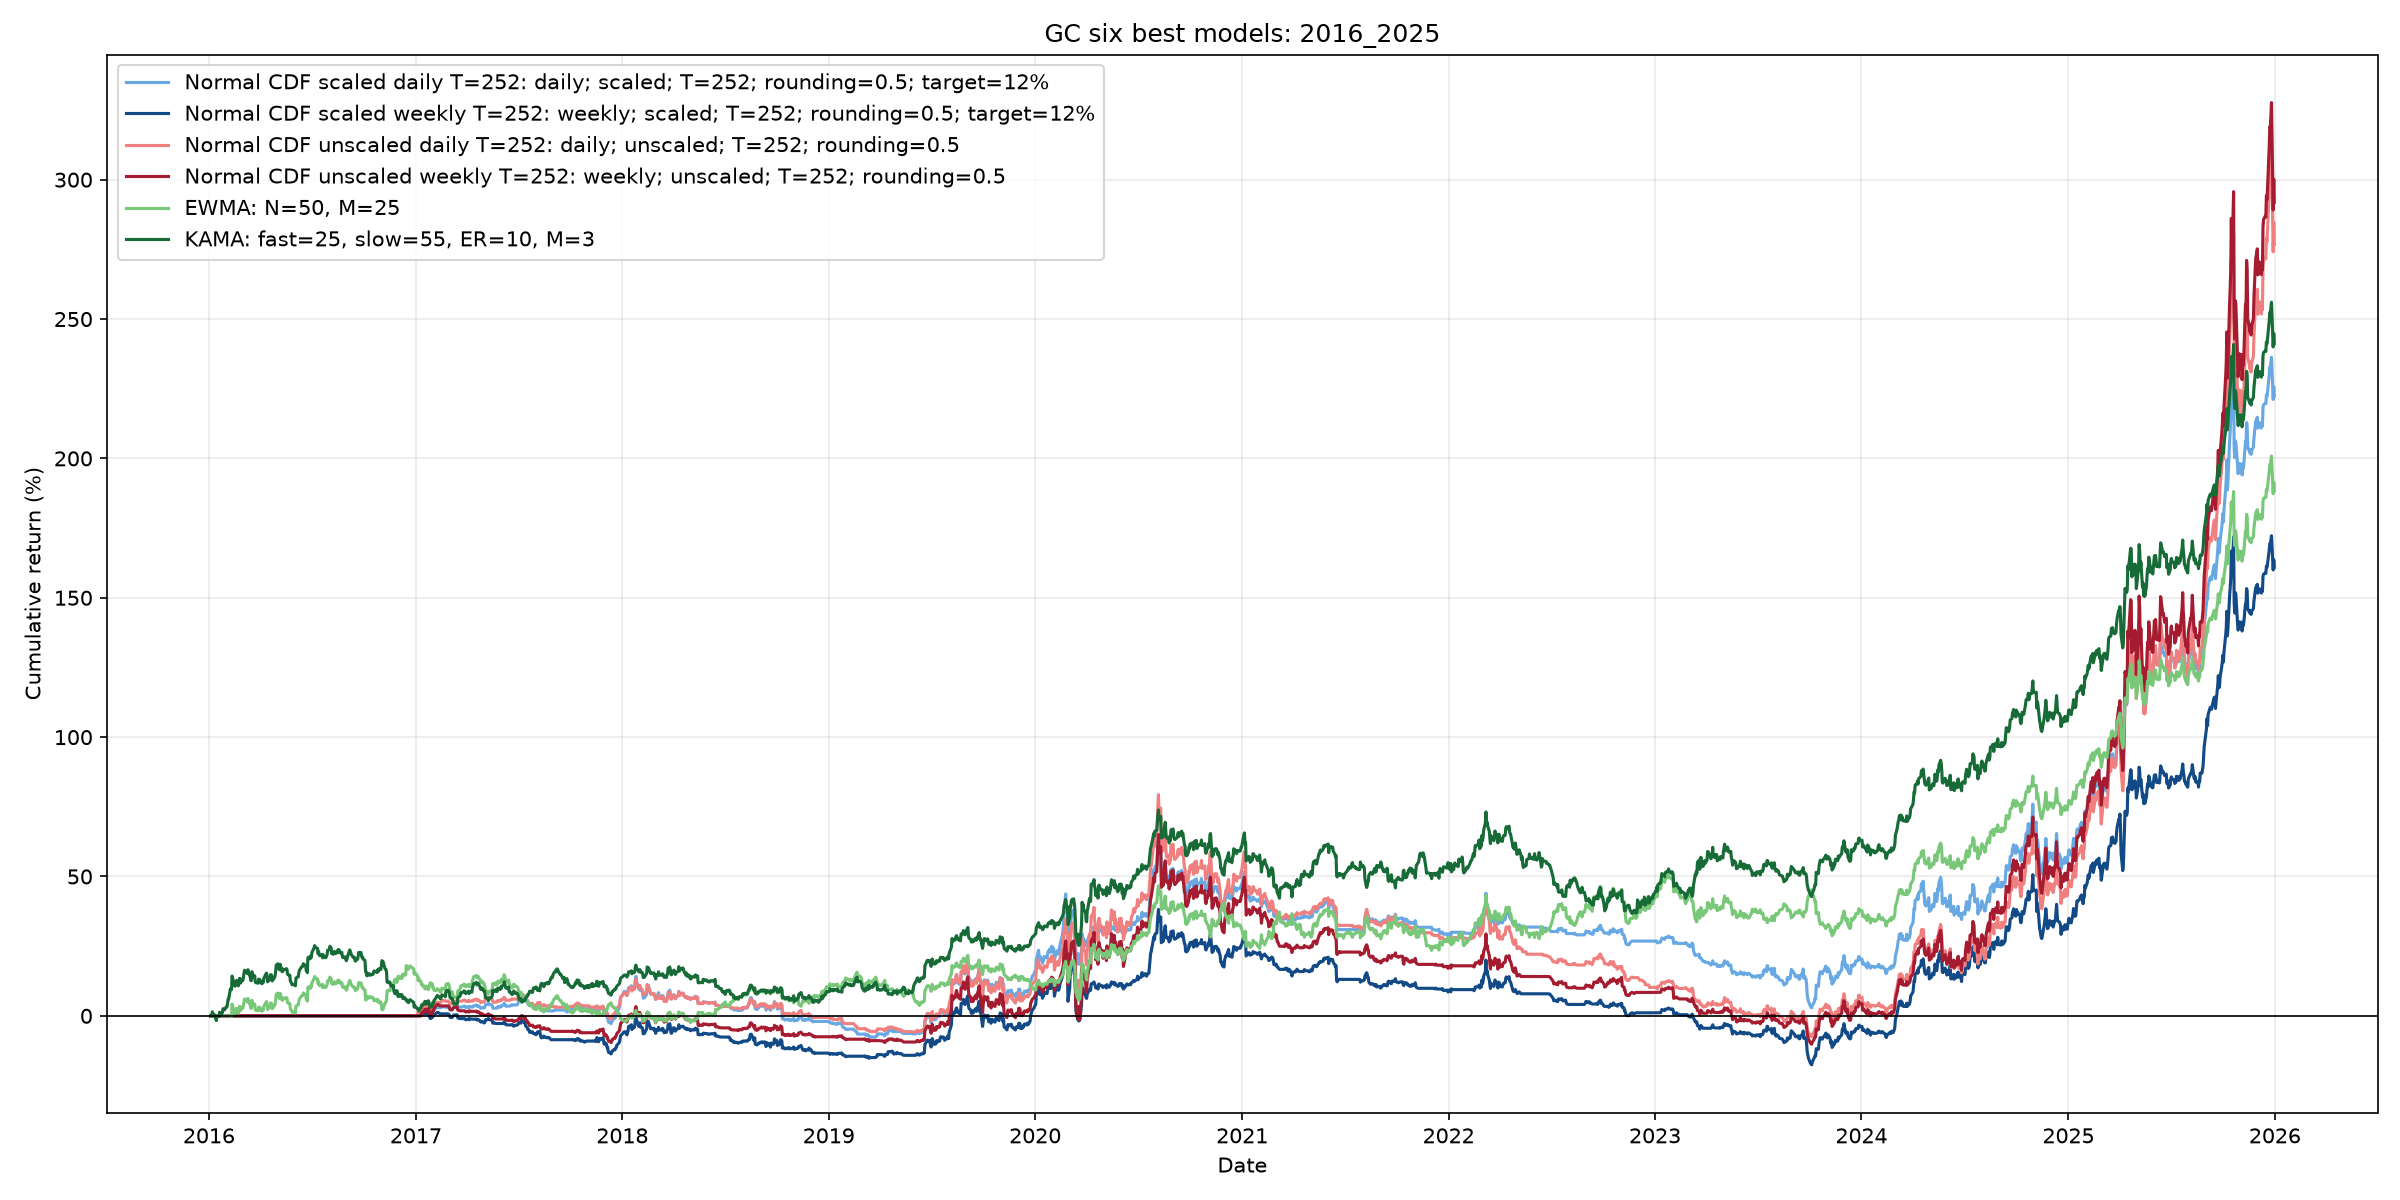 GC six best models: 2016_2025
Normal CDF scaled daily T=252: daily; scaled; T=252; rounding=0.5; target=12%
Normal CDF scaled weekly T=252: weekly; scaled; T=252; rounding=0.5; target=12%
Normal CDF unscaled daily T=252: daily; unscaled; T=252; rounding=0.5
Normal CDF unscaled weekly T=252: weekly; unscaled; T=252; rounding=0.5
EWMA: N=50, M=25
KAMA: fast=25, slow=55, ER=10, M=3
Cumulative return (%)
300
250
200
150
100
50
0
2016 2017 2018 2019 2020 2021 2022 2023 2024 2025 2026
Date